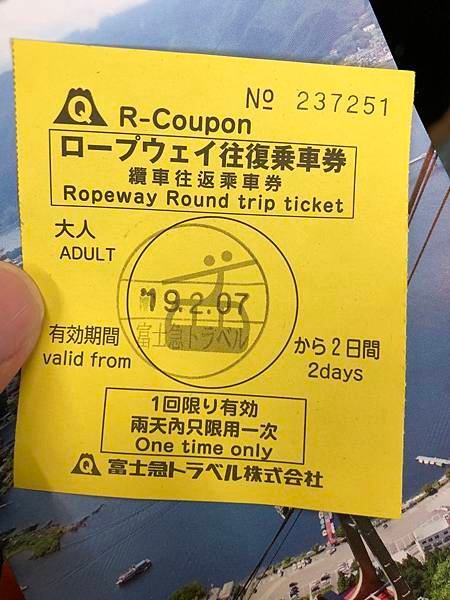 Q R-Coupon
№ 237251
ロープウェイ往復乗車券
纜車往返乘車券
Ropeway Round trip ticket
大人
ADULT
'19.2.07
富士急トラベル
有効期間
valid from
から2日間
2days
1回限り有効
兩天內只限用一次
One time only
Q 富士急トラベル株式会社